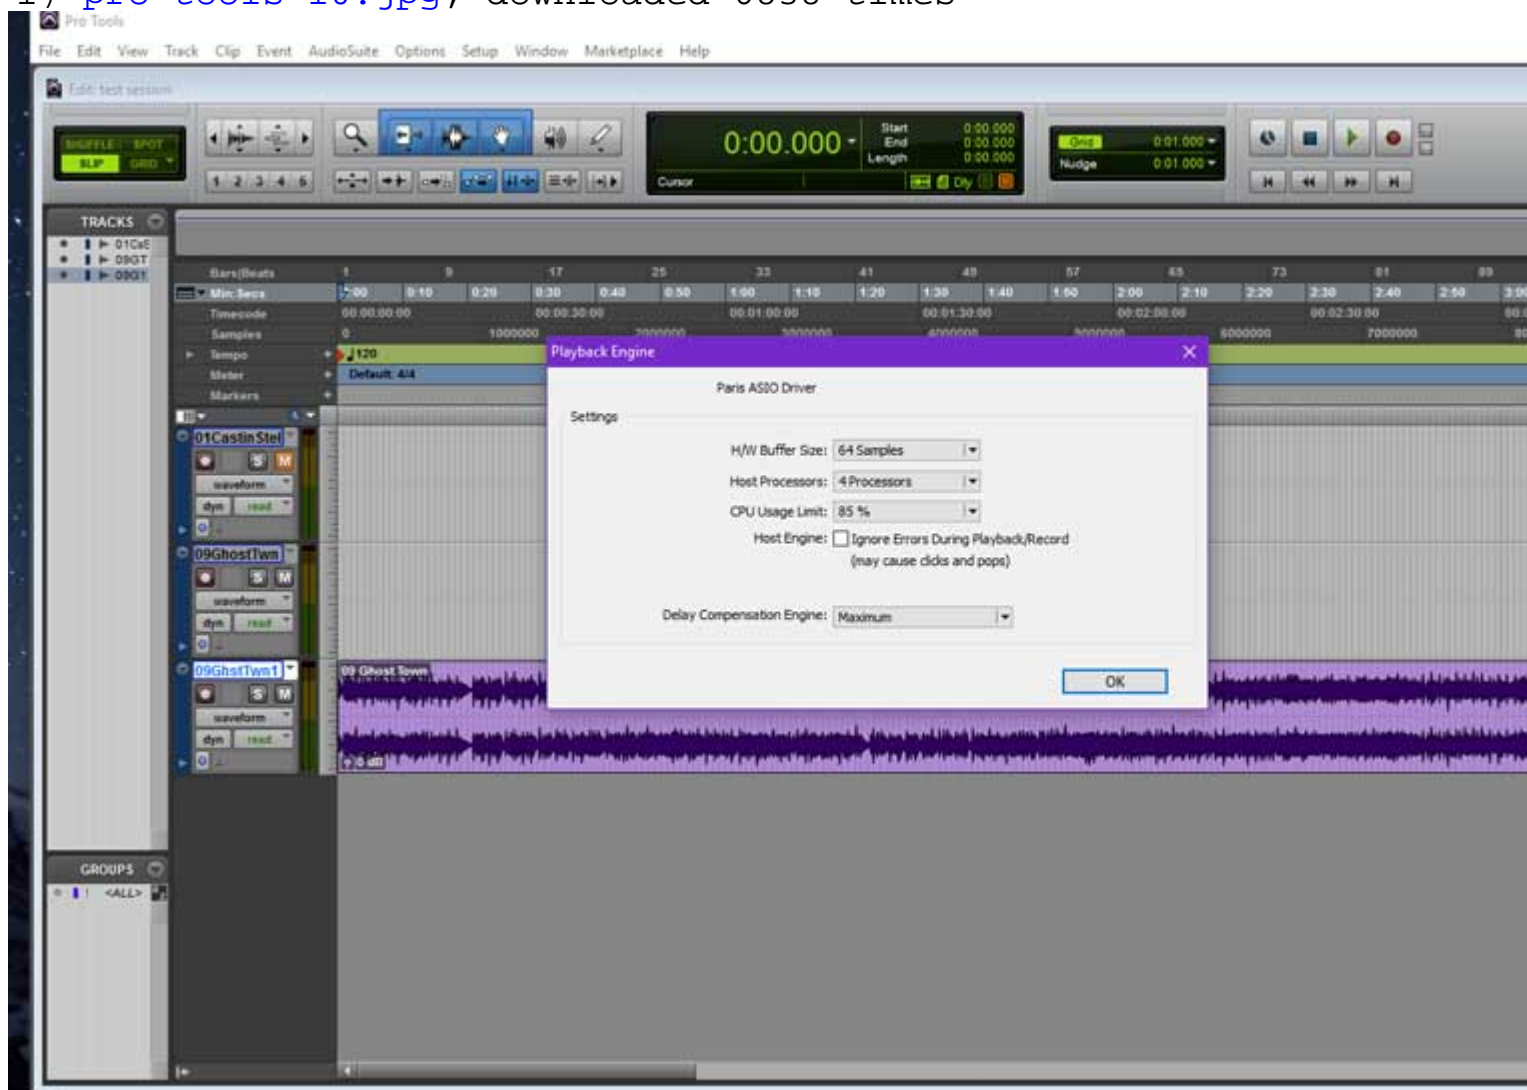 Pro Tools
File Edit View Track Clip Event AudioSuite Options Setup Window Marketplace Help
Edit: test session
SHUFFLE SPOT
SLIP GRID
1 2 3 4 5
0:00.000
Start 0:00.000
End 0:00.000
Length 0:00.000
Cursor
Dly
Grid 0:01.000
Nudge 0:01.000
TRACKS
01CsS
09GT
09GT
Bars|Beats 1 9 17 25 33 41 49 57 65 73 81 89
Min:Secs 0:00 0:10 0:20 0:30 0:40 0:50 1:00 1:10 1:20 1:30 1:40 1:50 2:00 2:10 2:20 2:30 2:40 2:50
Timecode 00:00:00:00 00:00:30:00 00:01:00:00 00:01:30:00 00:02:00:00 00:02:30:00
Samples 0 1000000 2000000 3000000 4000000 5000000 6000000 7000000
Tempo 120
Meter Default: 4/4
Markers
Playback Engine
Paris ASIO Driver
Settings
H/W Buffer Size: 64 Samples
Host Processors: 4 Processors
CPU Usage Limit: 85 %
Host Engine: Ignore Errors During Playback/Record
(may cause clicks and pops)
Delay Compensation Engine: Maximum
OK
01CastinStel
S M
waveform
dyn read
09GhostTwn
S M
waveform
dyn read
09GhstTwn1
S M
waveform
dyn read
09 Ghost Town
0 dB
GROUPS
! <ALL>